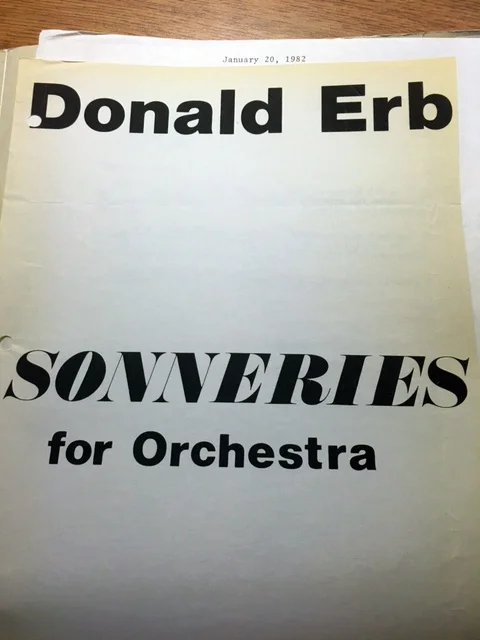 January 20, 1982
Donald Erb
SONNERIES
for Orchestra